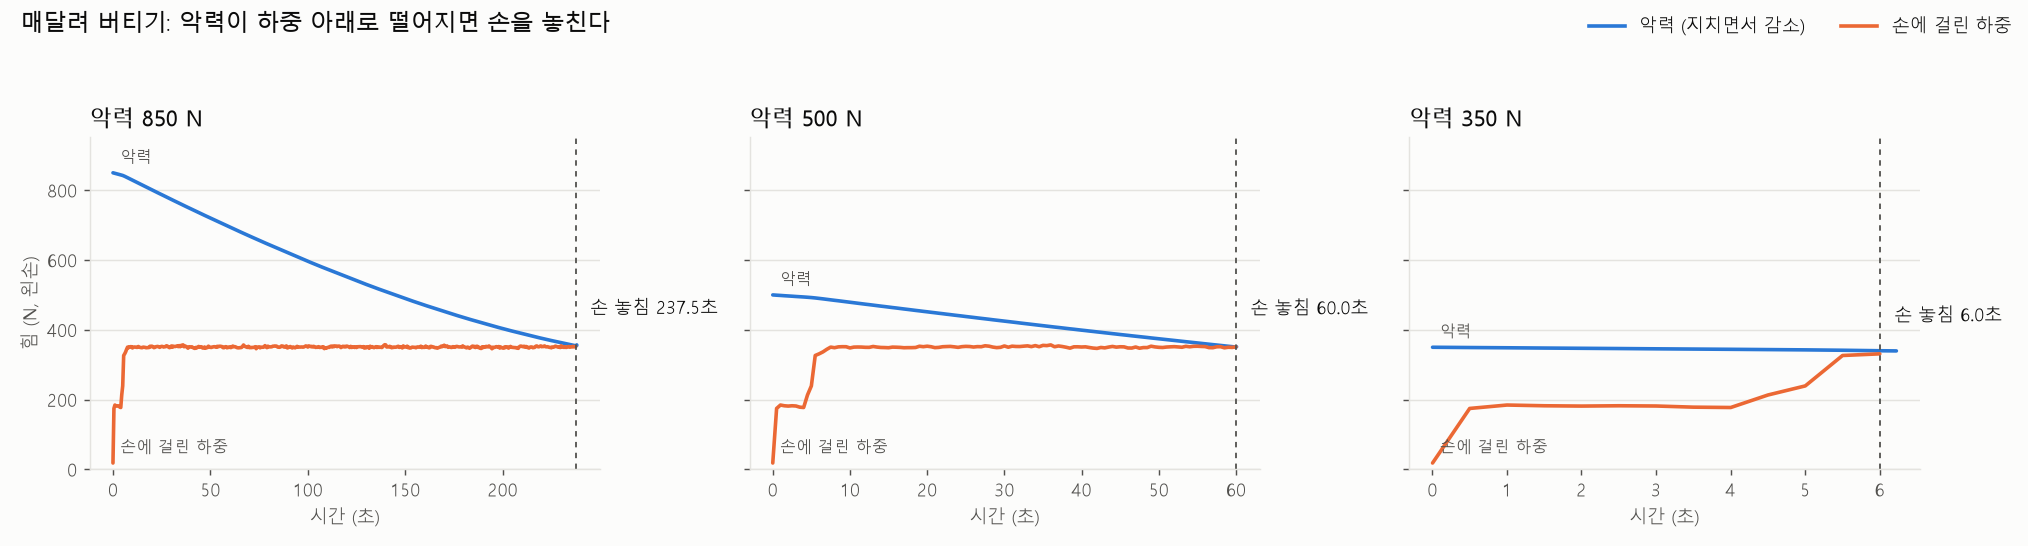 매달려 버티기: 악력이 하중 아래로 떨어지면 손을 놓친다
악력 (지치면서 감소)
손에 걸린 하중
악력 850 N
힘 (N, 왼손)
800
600
400
200
0
악력
손에 걸린 하중
손 놓침 237.5초
0 50 100 150 200
시간 (초)
악력 500 N
악력
손에 걸린 하중
손 놓침 60.0초
0 10 20 30 40 50 60
시간 (초)
악력 350 N
악력
손에 걸린 하중
손 놓침 6.0초
0 1 2 3 4 5 6
시간 (초)